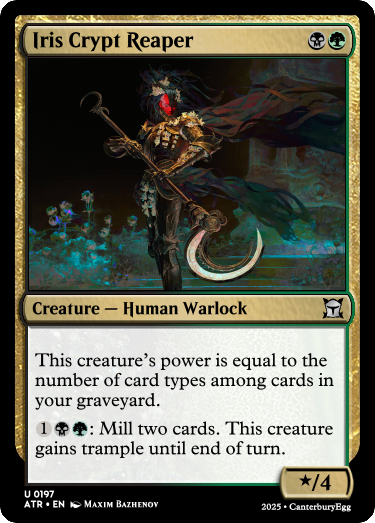 Iris Crypt Reaper
Creature — Human Warlock
This creature's power is equal to the
number of card types among cards in
your graveyard.
1: Mill two cards. This creature
gains trample until end of turn.
*/4
U 0197
ATR • EN Maxim Bazhenov
2025 • CanterburyEgg